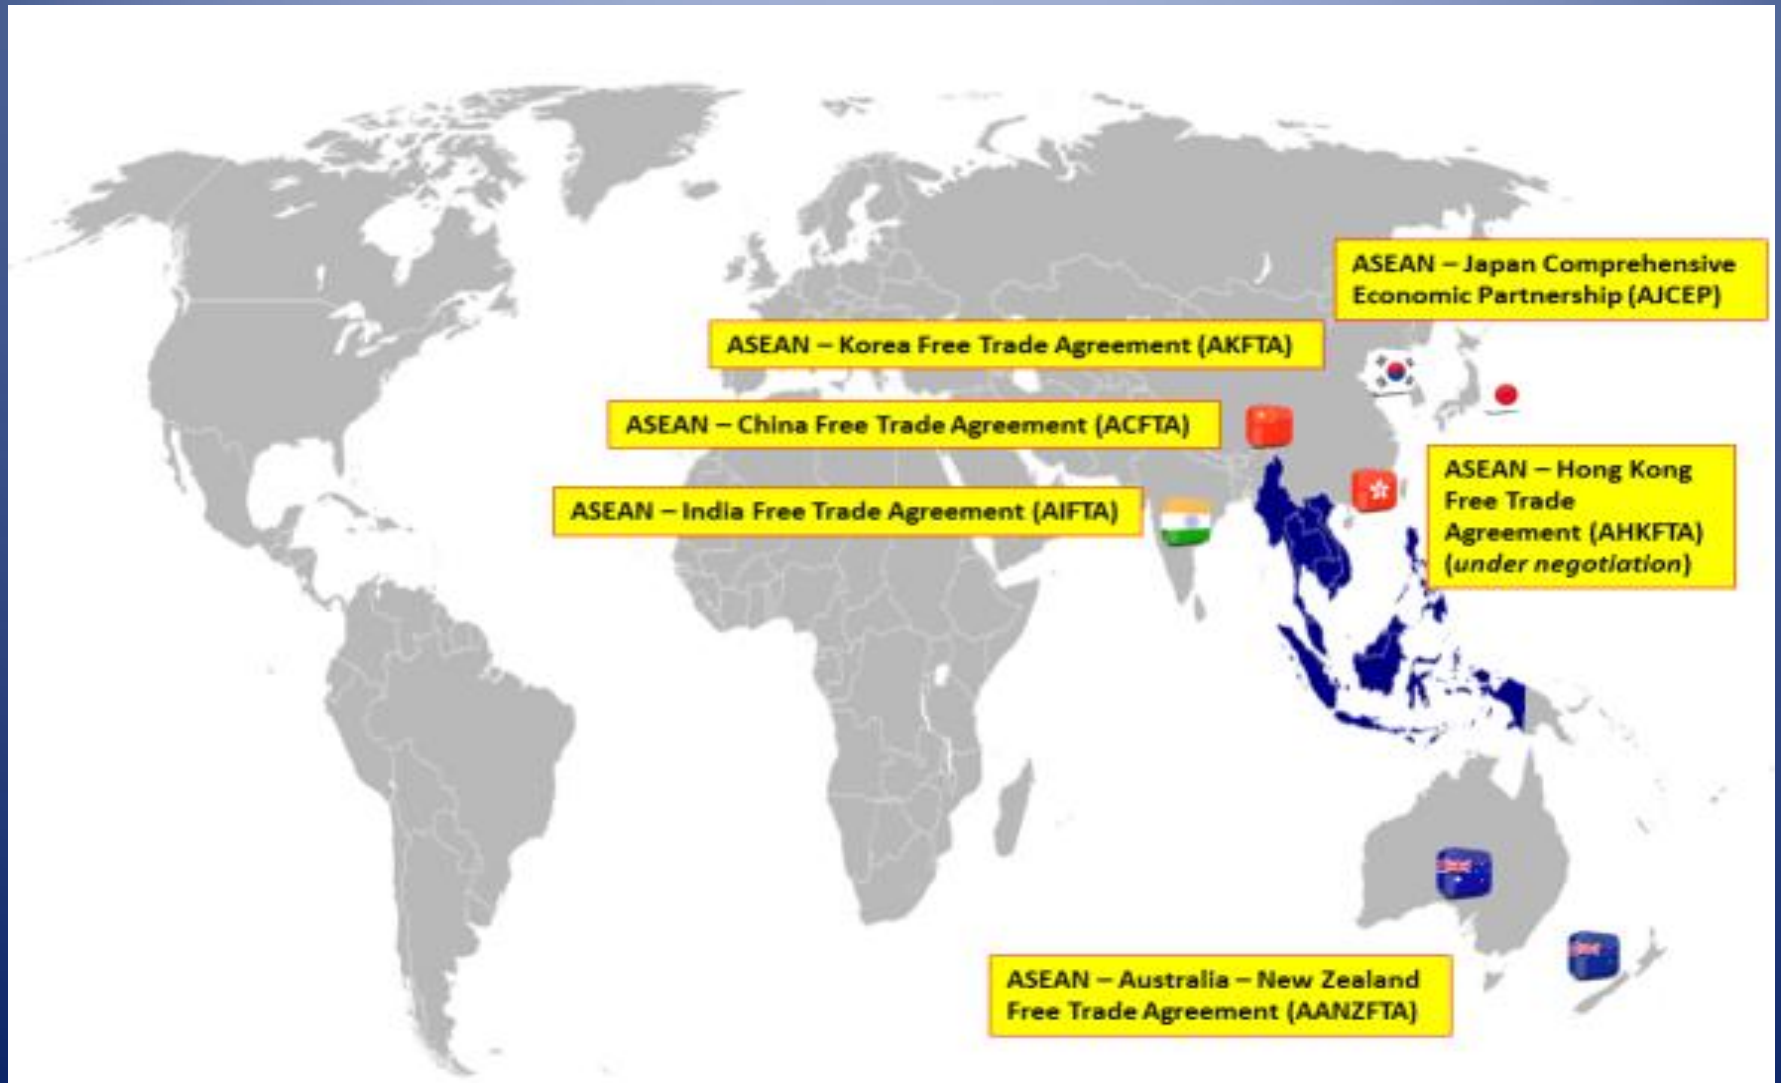 ASEAN – Japan Comprehensive
Economic Partnership (AJCEP)
ASEAN – Korea Free Trade Agreement (AKFTA)
ASEAN – China Free Trade Agreement (ACFTA)
ASEAN – Hong Kong
Free Trade
Agreement (AHKFTA)
(under negotiation)
ASEAN – India Free Trade Agreement (AIFTA)
ASEAN – Australia – New Zealand
Free Trade Agreement (AANZFTA)